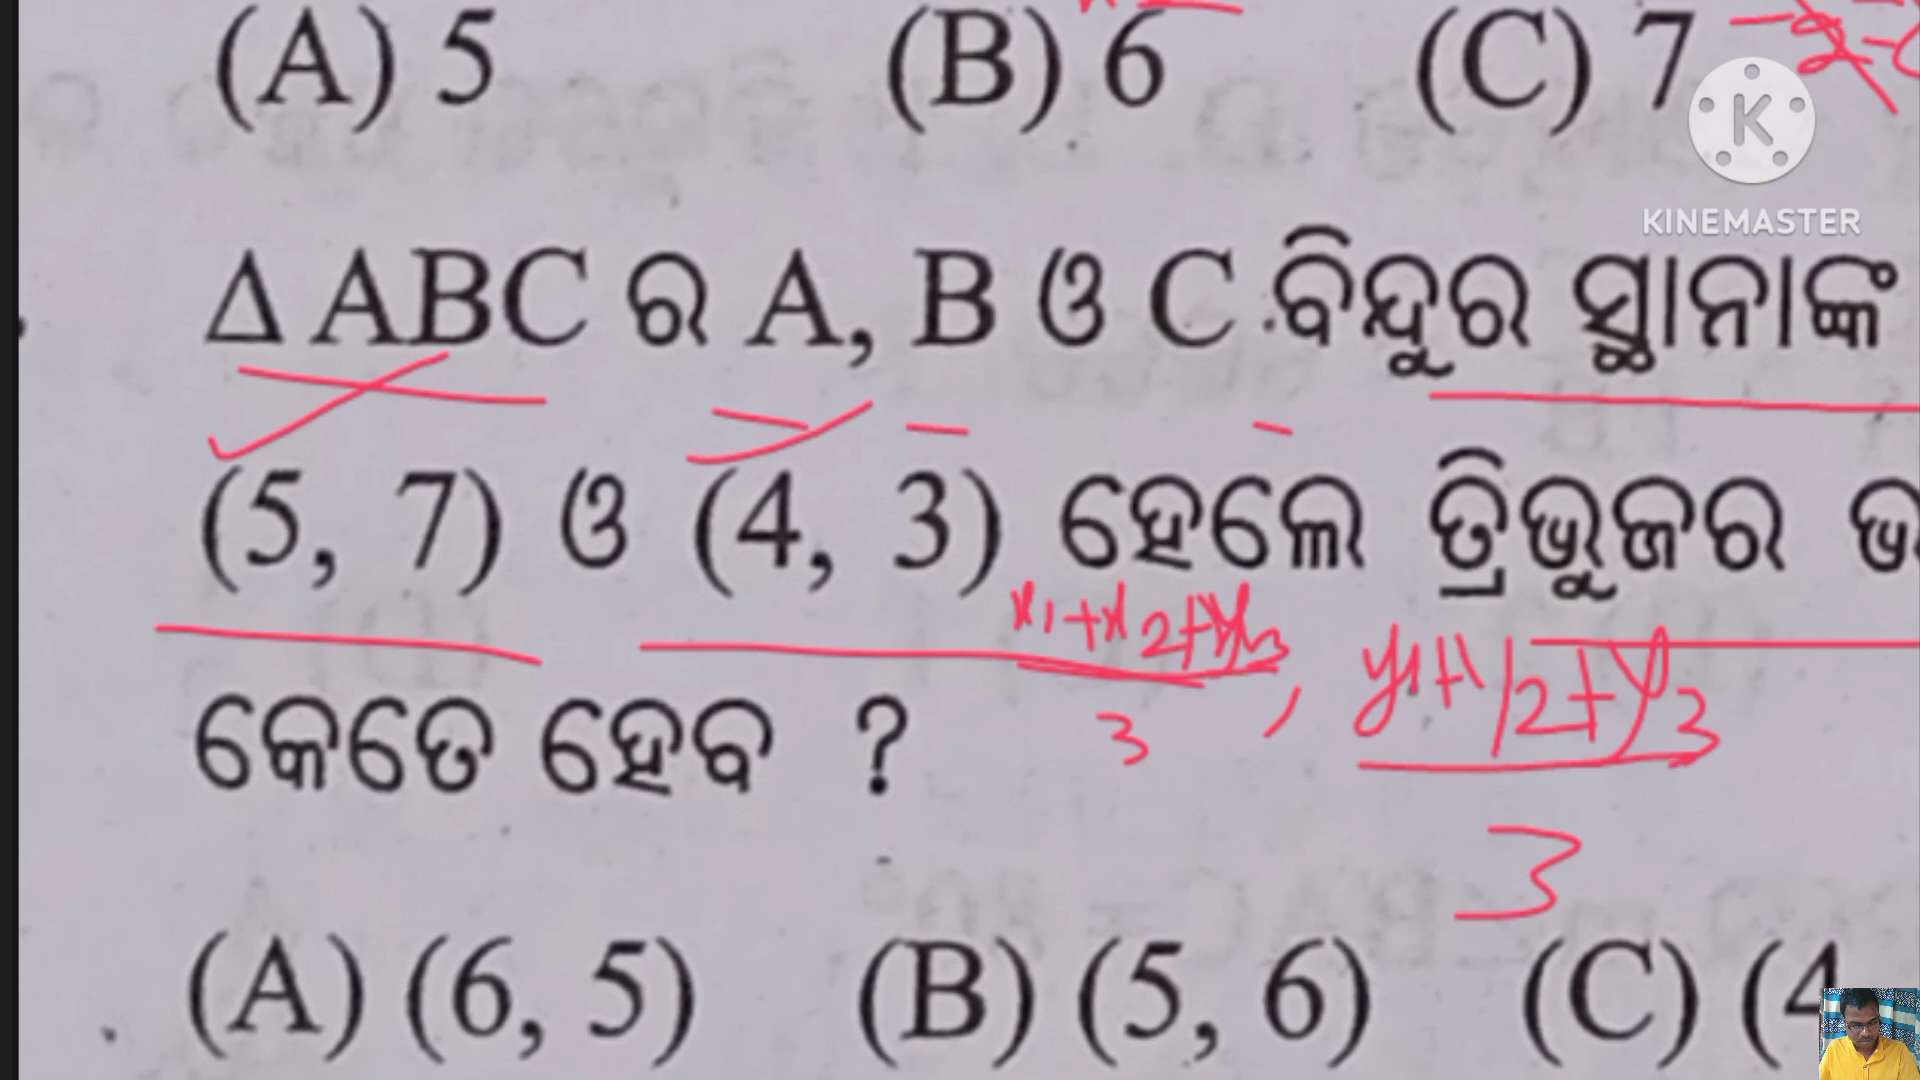 (A) 5 (B) 6 (C) 7
KINEMASTER
Δ ABC ର A, B ଓ C ବିନ୍ଦୁର ସ୍ଥାନାଙ୍କ
(5, 7) ଓ (4, 3) ହେଲେ ତ୍ରିଭୁଜର
x₁+x₂+x₃ / 3 , y₁+y₂+y₃ / 3
କେତେ ହେବ ?
(A) (6, 5) (B) (5, 6) (C) (4